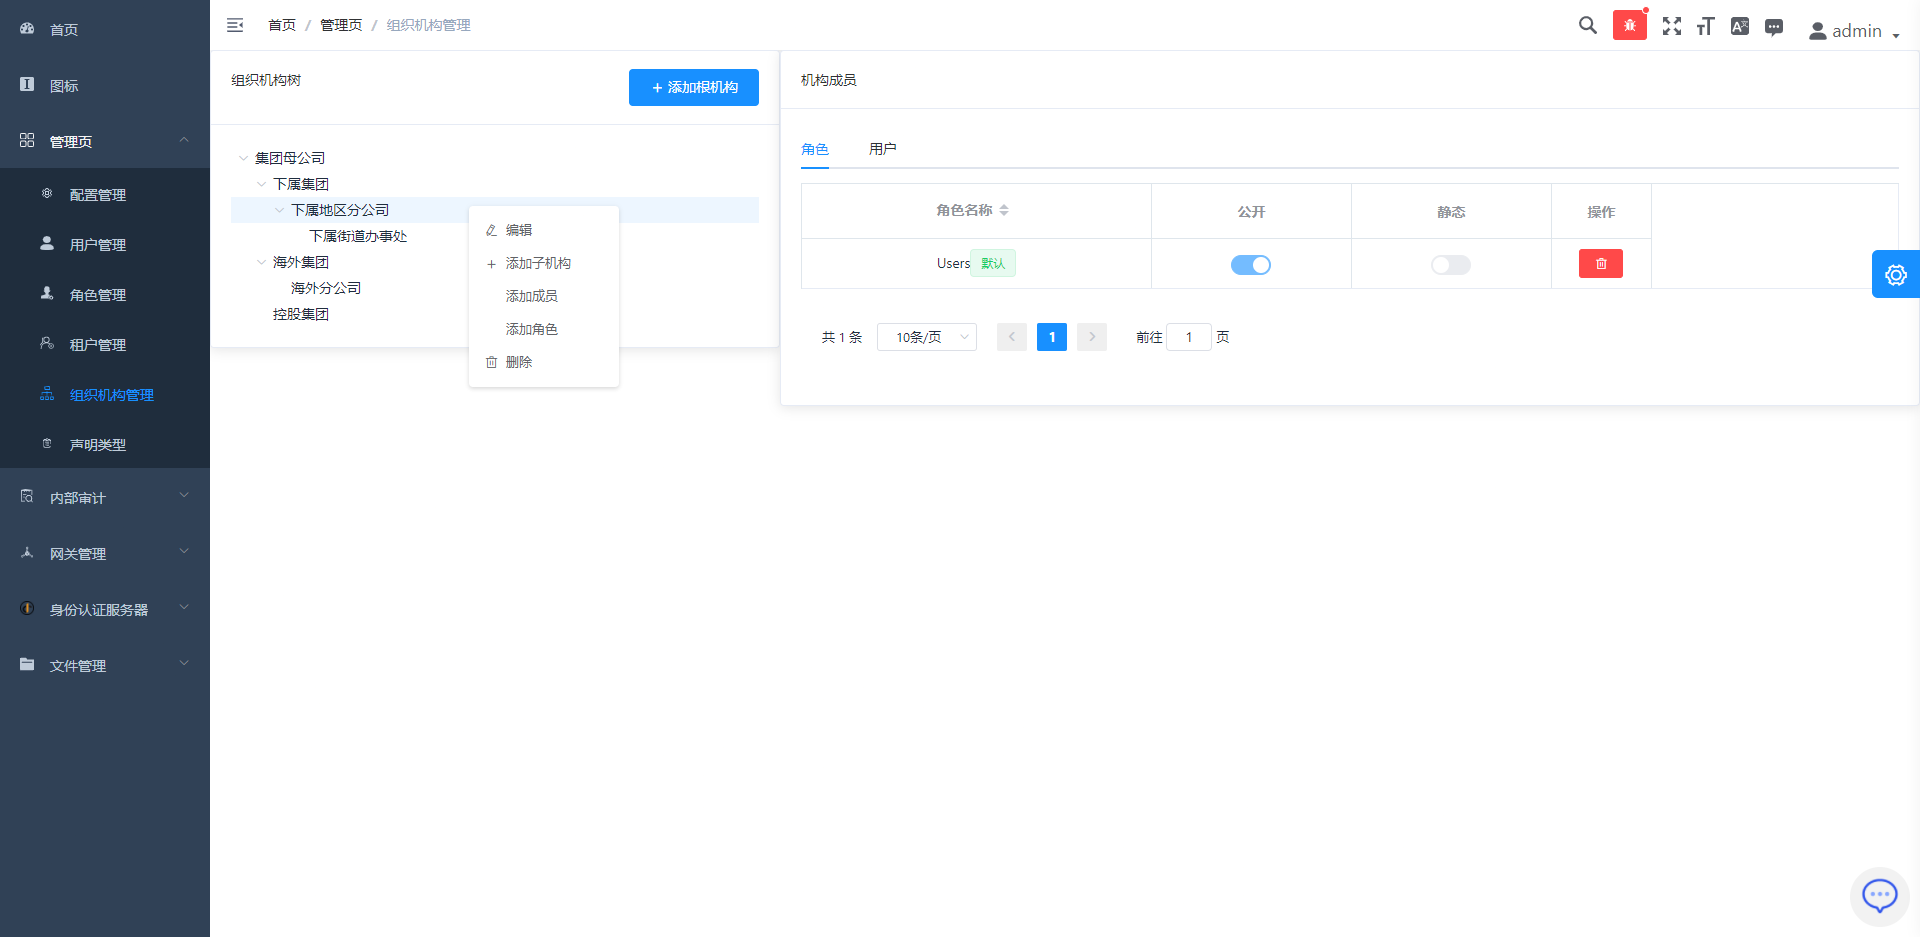 首页
图标
管理页
配置管理
用户管理
角色管理
租户管理
组织机构管理
声明类型
内部审计
网关管理
身份认证服务器
文件管理
首页 / 管理页 / 组织机构管理
admin
组织机构树
+ 添加根机构
集团母公司
下属集团
下属地区分公司
下属街道办事处
海外集团
海外分公司
控股集团
编辑
+ 添加子机构
添加成员
添加角色
删除
机构成员
角色 用户
角色名称 公开 静态 操作
Users 默认
共 1 条 10条/页 1 前往 1 页